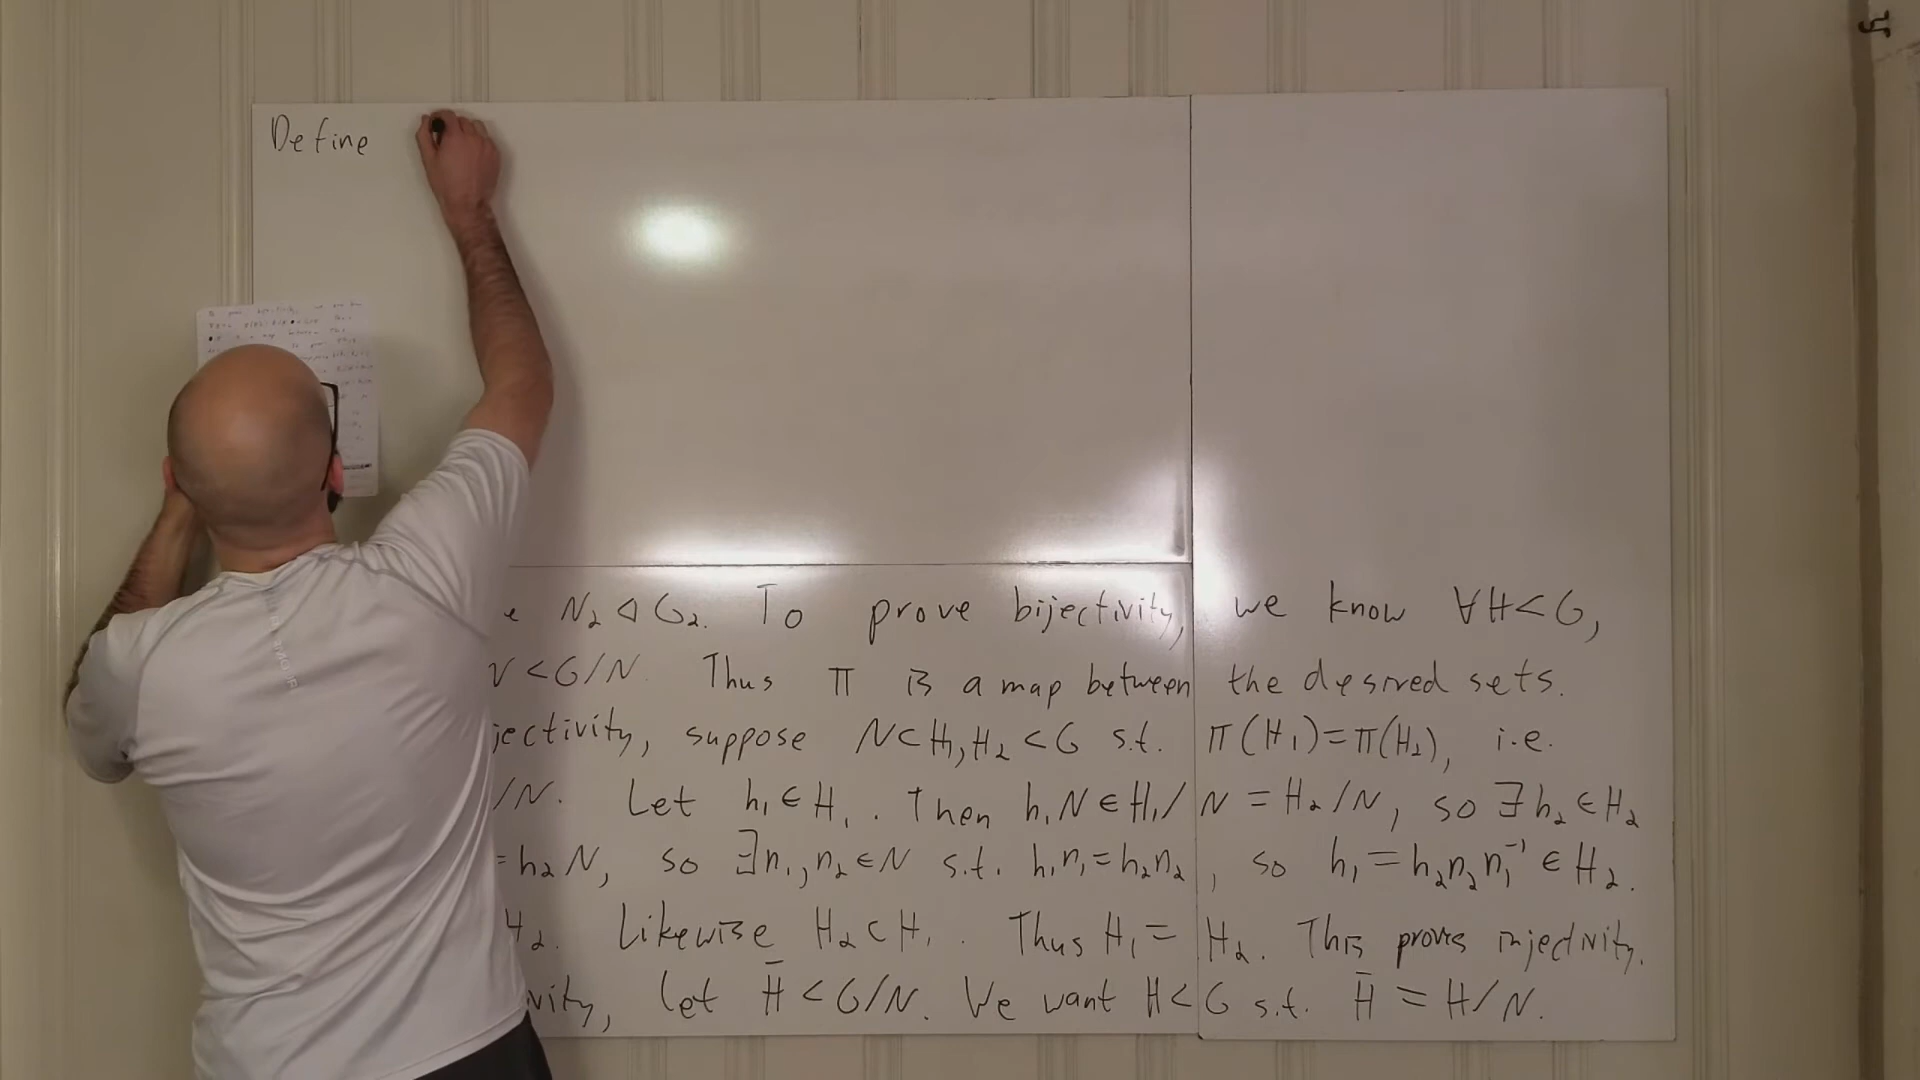 Define
N₂ ◁ G₂. To prove bijectivity, we know ∀H<G,
<G/N. Thus π is a map between the desired sets.
jectivity, suppose N⊂H₁,H₂<G s.t. π(H₁)=π(H₂), i.e.
/N. Let h₁∈H₁. Then h₁N∈H₁/N=H₂/N, so ∃h₂∈H₂
=h₂N, so ∃n₁,n₂∈N s.t. h₁n₁=h₂n₂, so h₁=h₂n₂n₁⁻¹∈H₂.
H₂. Likewise H₂⊂H₁. Thus H₁=H₂. This proves injectivity.
vity, let H̄<G/N. We want H<G s.t. H̄=H/N.